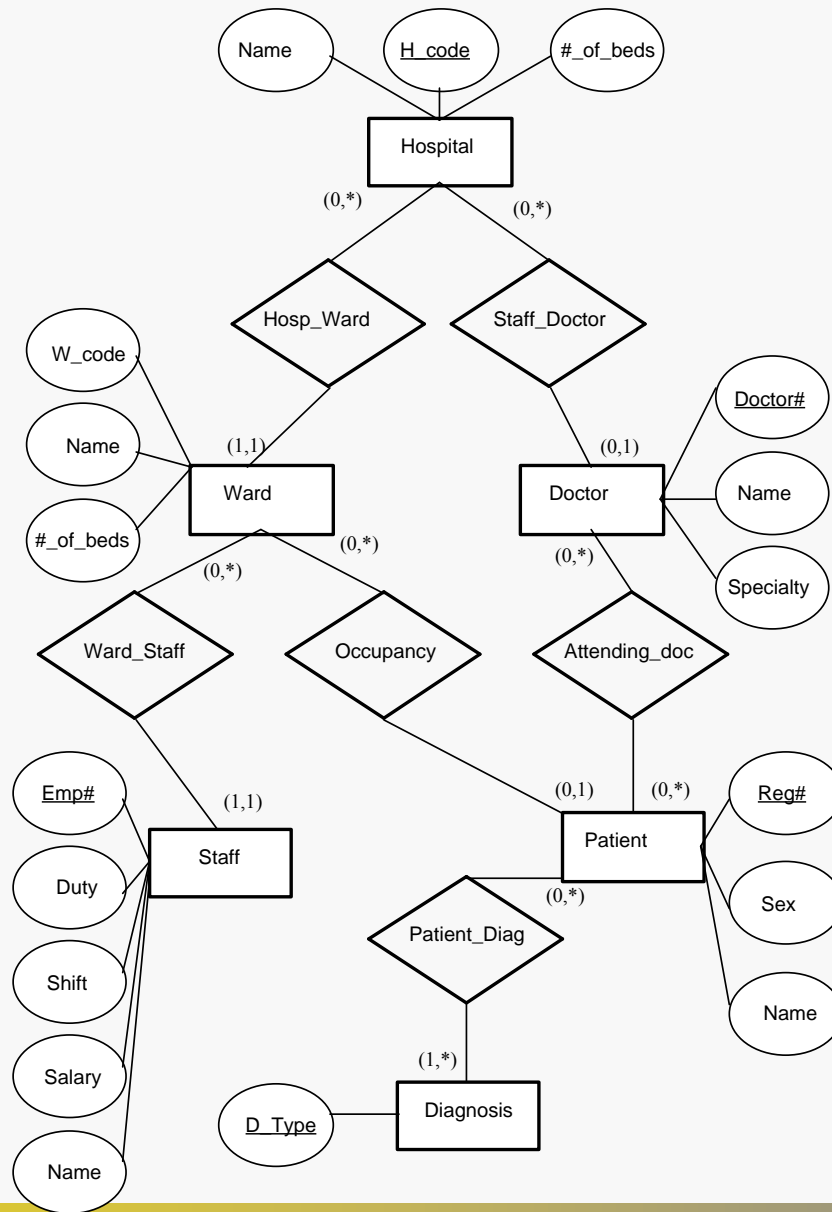 Name
H_code
#_of_beds
Hospital
(0,*)
(0,*)
Hosp_Ward
Staff_Doctor
W_code
Name
#_of_beds
Doctor#
Name
Specialty
(1,1)
(0,1)
Ward
Doctor
(0,*)
(0,*)
(0,*)
Ward_Staff
Occupancy
Attending_doc
Emp#
Duty
Shift
Salary
Name
(1,1)
(0,1)
(0,*)
Staff
Patient
Reg#
Sex
Name
(0,*)
Patient_Diag
(1,*)
D_Type
Diagnosis